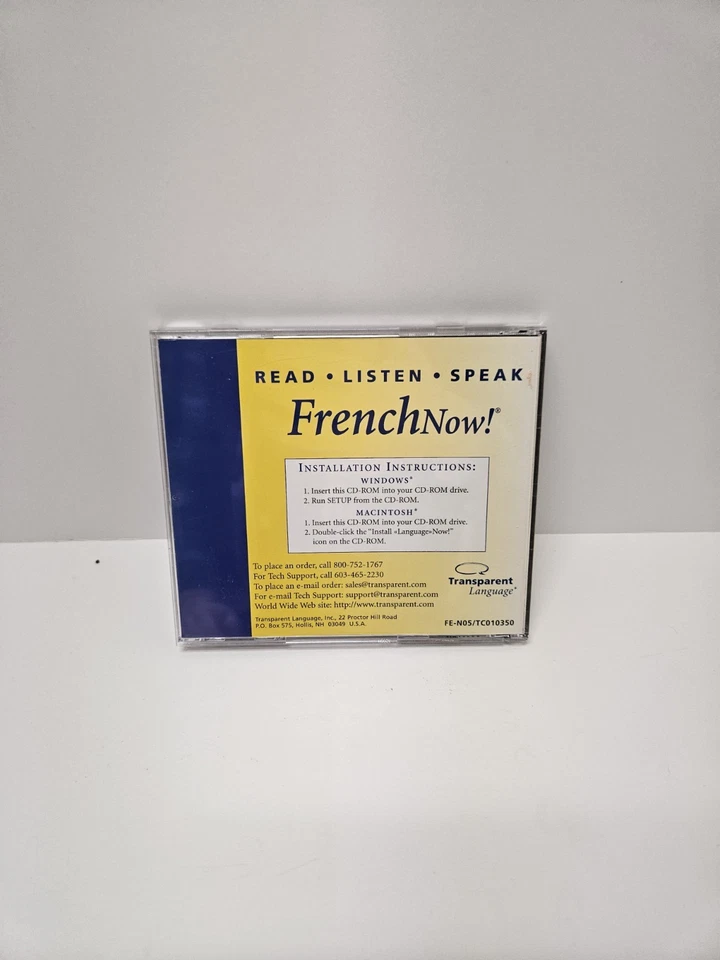 READ • LISTEN • SPEAK
FrenchNow!®
INSTALLATION INSTRUCTIONS:
WINDOWS*
1. Insert this CD-ROM into your CD-ROM drive.
2. Run SETUP from the CD-ROM.
MACINTOSH*
1. Insert this CD-ROM into your CD-ROM drive.
2. Double-click the "Install «Language»Now!"
icon on the CD-ROM.
To place an order, call 800-752-1767
For Tech Support, call 603-465-2230
To place an e-mail order: sales@transparent.com
For e-mail Tech Support: support@transparent.com
World Wide Web site: http://www.transparent.com
Transparent Language, Inc., 22 Proctor Hill Road
P.O. Box 575, Hollis, NH 03049 U.S.A.
Transparent
Language®
FE-N05/TC010350